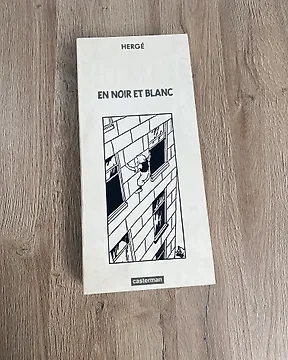 HERGÉ
EN NOIR ET BLANC
casterman